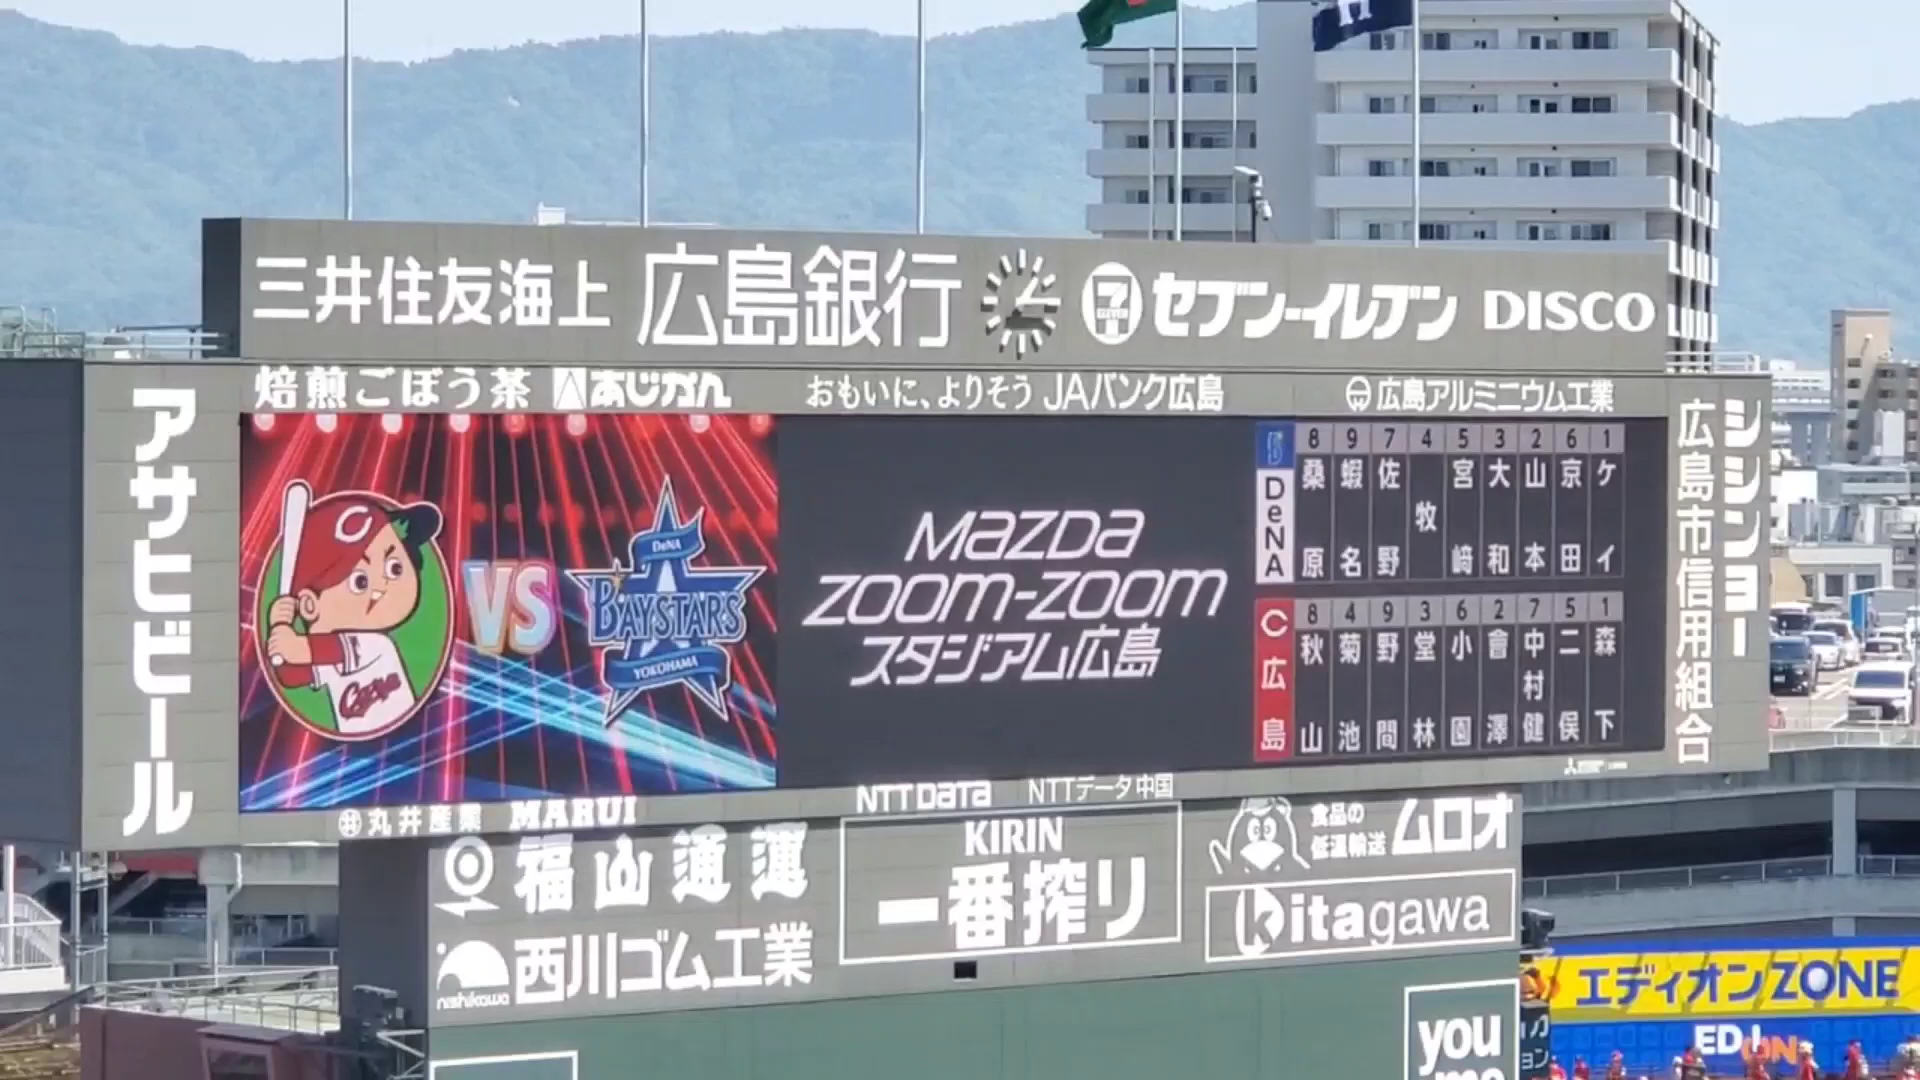 H
三井住友海上 広島銀行 7 ELEVEN セブン-イレブン DISCO
焙煎ごぼう茶 あじかん おもいに、よりそう JAバンク広島 広島アルミニウム工業
アサヒビール
C
Carp
VS
DeNA
BAYSTARS
YOKOHAMA
MAZDA
ZOOM-ZOOM
スタジアム広島
DeNA
8 9 7 4 5 3 2 6 1
桑原 蝦名 佐野 牧 宮﨑 大和 山本 京田 ケイ
C 広島
8 4 9 3 6 2 7 5 1
秋山 菊池 野間 堂林 小園 會澤 中村健 二俣 森下
シシンヨー
広島市信用組合
丸井産業 MARUI NTT DATA NTTデータ中国
福山通運
nishikawa 西川ゴム工業
KIRIN
一番搾り
食品の
低温輸送 ムロオ
kitagawa
エディオンZONE
EDION
you
me